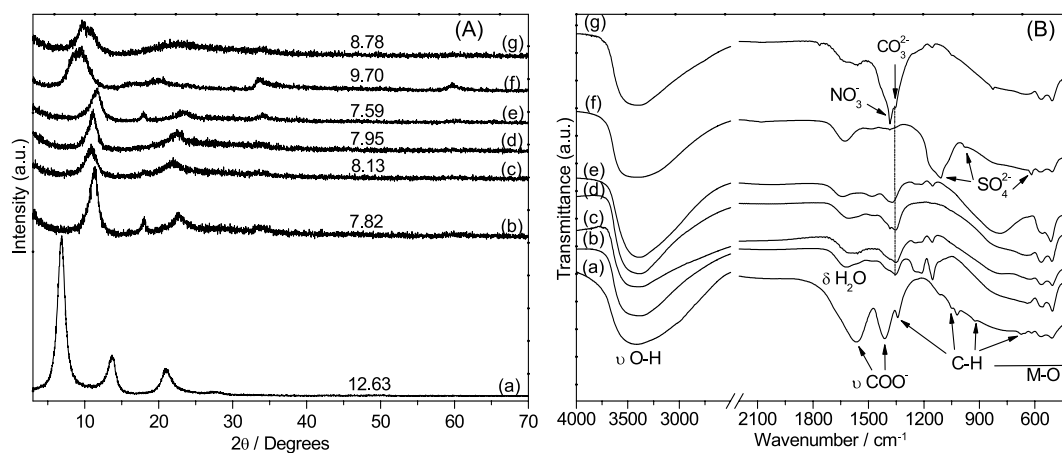 (A)
8.78
(g)
9.70
(f)
7.59
(e)
7.95
(d)
8.13
(c)
7.82
(b)
12.63
(a)
Intensity (a.u.)
0 10 20 30 40 50 60 70
2θ / Degrees
(B)
(g)
CO₃²⁻
NO₃⁻
(f)
SO₄²⁻
(e)
(d)
(c)
(b)
δ H₂O
(a)
υ O-H
C-H
M-O
υ COO⁻
Transmittance (a.u.)
4000 3500 3000 2100 1800 1500 1200 900 600
Wavenumber / cm⁻¹